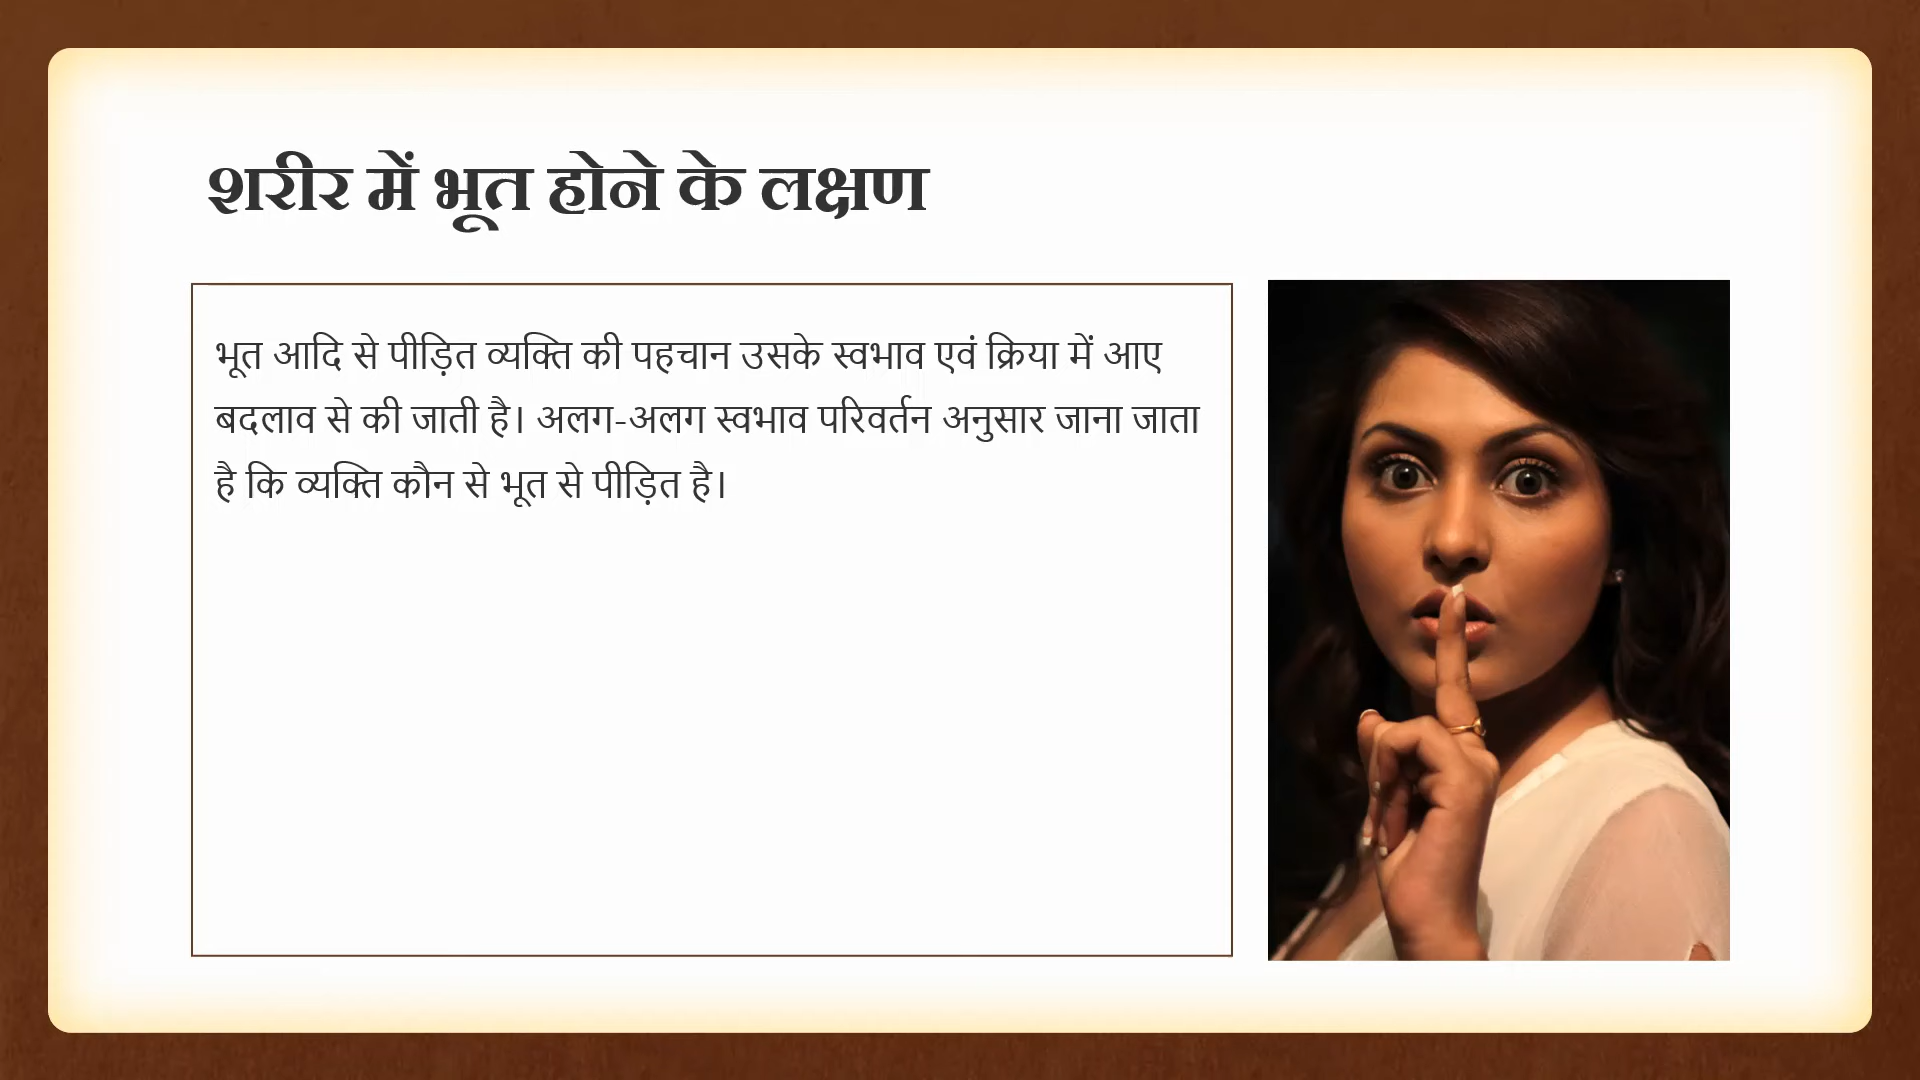 शरीर में भूत होने के लक्षण
भूत आदि से पीड़ित व्यक्ति की पहचान उसके स्वभाव एवं क्रिया में आए
बदलाव से की जाती है। अलग-अलग स्वभाव परिवर्तन अनुसार जाना जाता
है कि व्यक्ति कौन से भूत से पीड़ित है।